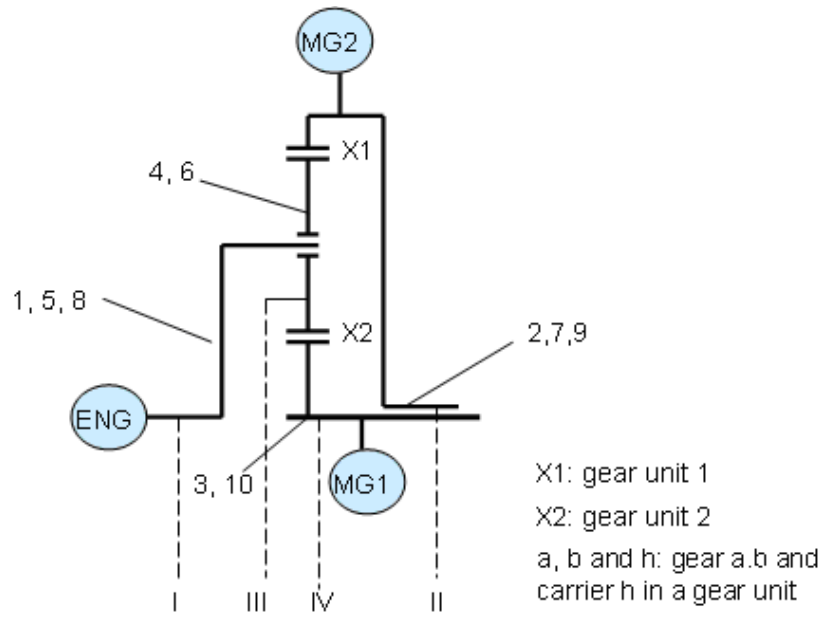 MG2
X1
4, 6
1, 5, 8
X2
2,7,9
ENG
3, 10
MG1
X1: gear unit 1
X2: gear unit 2
a, b and h: gear a.b and
carrier h in a gear unit
I
III
IV
II